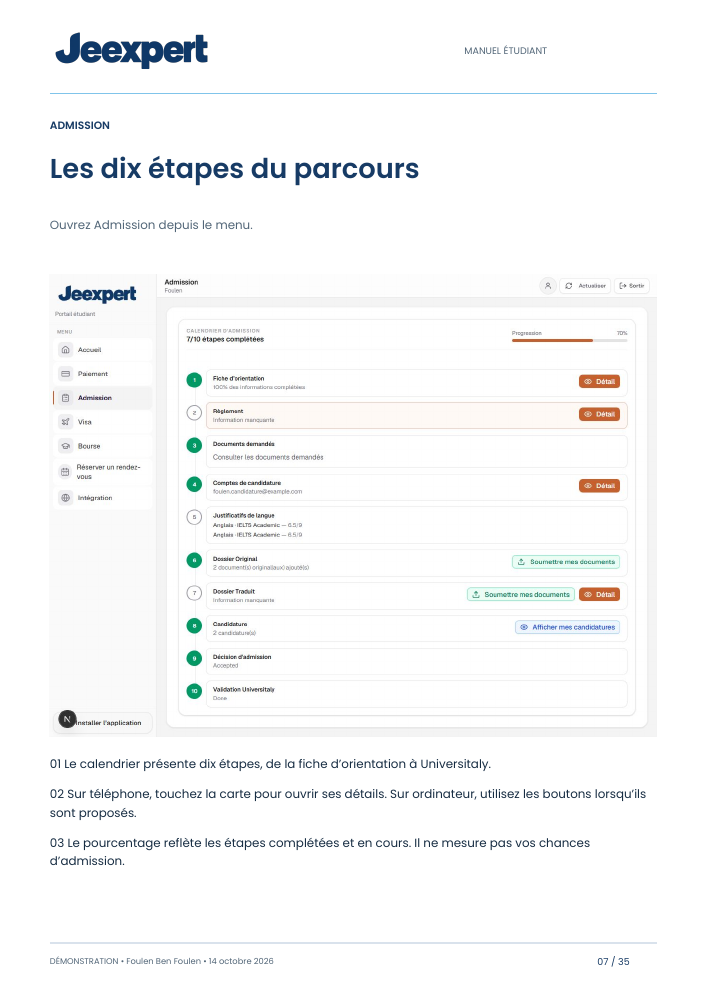 Jeexpert
MANUEL ÉTUDIANT
ADMISSION
Les dix étapes du parcours
Ouvrez Admission depuis le menu.
Jeexpert
Portail étudiant
MENU
Accueil
Paiement
Admission
Visa
Bourse
Réserver un rendez-
vous
Intégration
N
Installer l'application
Admission
Foulen
Actualiser
Sortir
CALENDRIER D'ADMISSION
7/10 étapes complétées
Progression
70%
1
Fiche d'orientation
100% des informations complétées
Détail
2
Règlement
Information manquante
Détail
3
Documents demandés
Consulter les documents demandés
4
Comptes de candidature
foulen.candidature@example.com
Détail
5
Justificatifs de langue
Anglais · IELTS Academic — 6.5/9
Anglais · IELTS Academic — 6.5/9
6
Dossier Original
2 document(s) originallaux ajouté(s)
Soumettre mes documents
7
Dossier Traduit
Information manquante
Soumettre mes documents
Détail
8
Candidature
2 candidature(s)
Afficher mes candidatures
9
Décision d'admission
Accepted
10
Validation Universitaly
Done
01 Le calendrier présente dix étapes, de la fiche d’orientation à Universitaly.
02 Sur téléphone, touchez la carte pour ouvrir ses détails. Sur ordinateur, utilisez les boutons lorsqu’ils
sont proposés.
03 Le pourcentage reflète les étapes complétées et en cours. Il ne mesure pas vos chances
d’admission.
DÉMONSTRATION • Foulen Ben Foulen • 14 octobre 2026
07 / 35